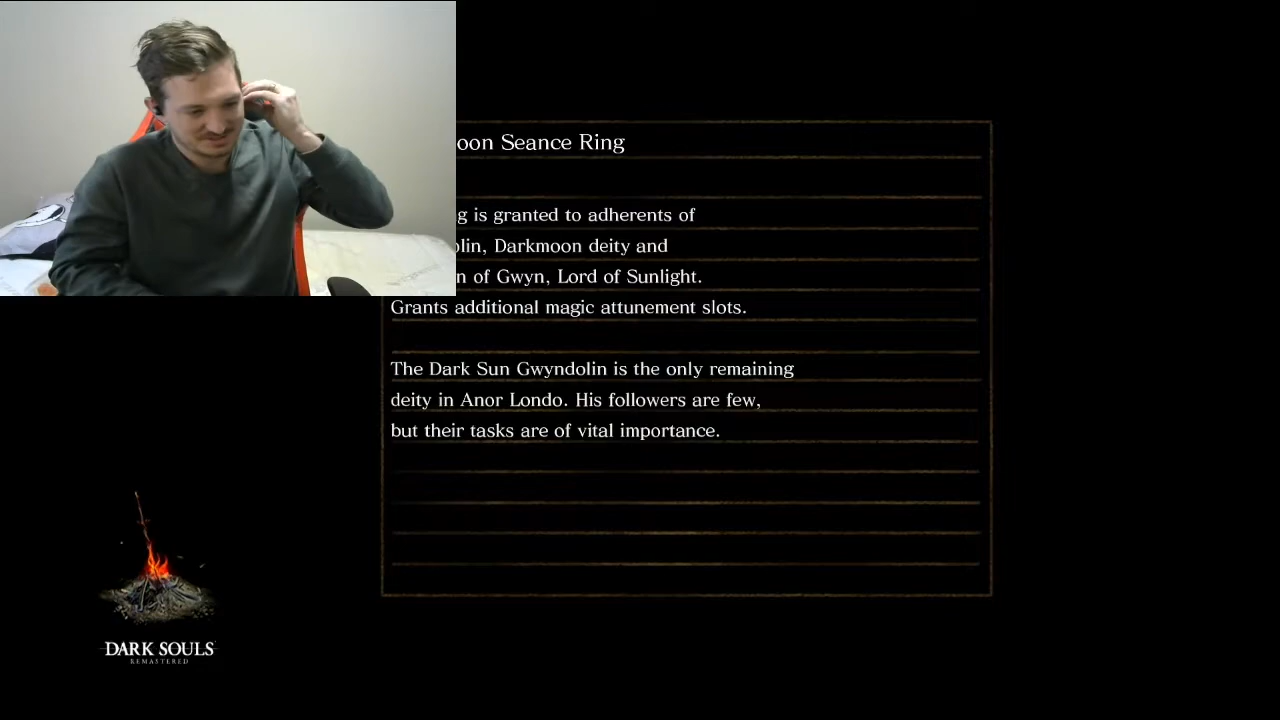 oon Seance Ring
g is granted to adherents of
olin, Darkmoon deity and
n of Gwyn, Lord of Sunlight.
Grants additional magic attunement slots.
The Dark Sun Gwyndolin is the only remaining
deity in Anor Londo. His followers are few,
but their tasks are of vital importance.
DARK SOULS
REMASTERED